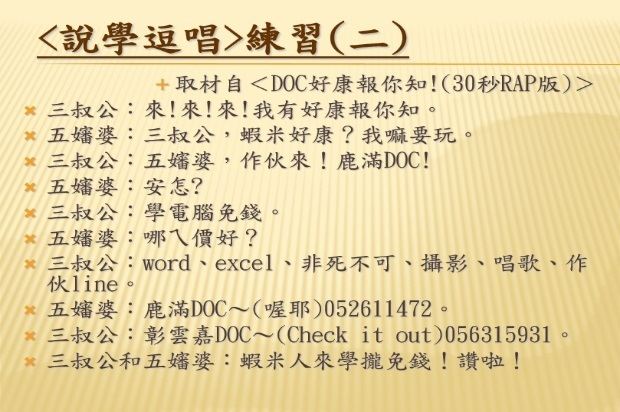 <說學逗唱>練習(二)
取材自＜DOC好康報你知!(30秒RAP版)＞
三叔公：來!來!來!我有好康報你知。
五嬸婆：三叔公，蝦米好康？我嘛要玩。
三叔公：五嬸婆，作伙來！鹿滿DOC!
五嬸婆：安怎?
三叔公：學電腦免錢。
五嬸婆：哪ㄟ價好？
三叔公：word、excel、非死不可、攝影、唱歌、作
伙line。
五嬸婆：鹿滿DOC～(喔耶)052611472。
三叔公：彰雲嘉DOC～(Check it out)056315931。
三叔公和五嬸婆：蝦米人來學攏免錢！讚啦！